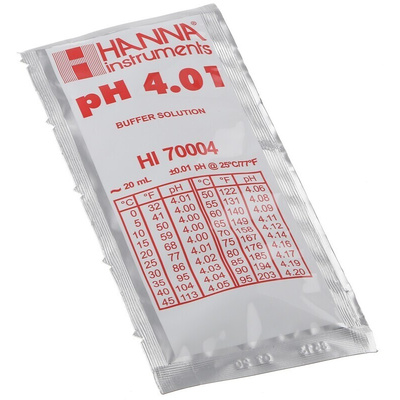 HANNA
instruments
pH 4.01
BUFFER SOLUTION
HI 70004
~ 20 mL ±0.01 pH @ 25°C/77°F
°C °F pH °C °F pH
0 32 4.01 50 122 4.06
5 41 4.00 55 131 4.08
10 50 4.00 60 140 4.09
15 59 4.00 65 149 4.11
20 68 4.00 70 158 4.12
25 77 4.01 75 167 4.14
30 86 4.02 80 176 4.16
35 95 4.03 85 185 4.17
40 104 4.04 90 194 4.19
45 113 4.05 95 203 4.20